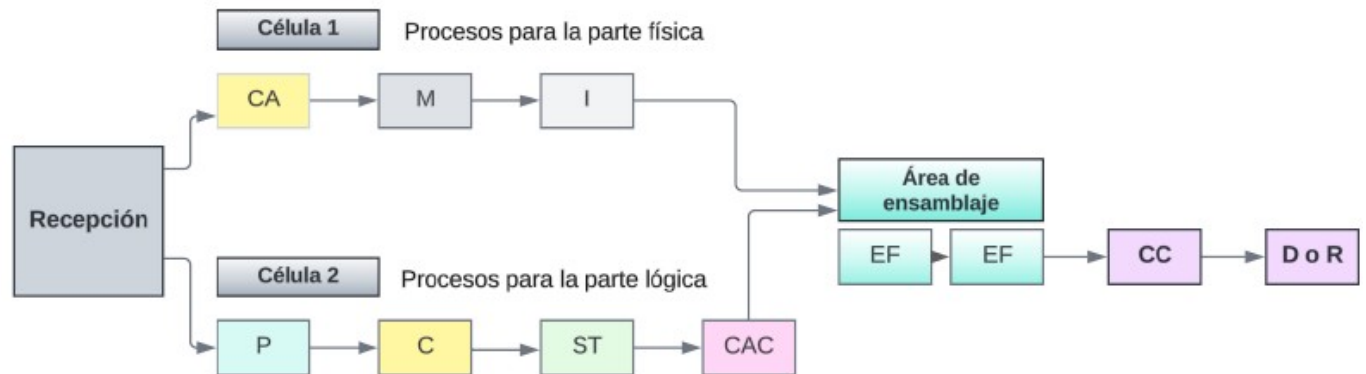 Célula 1
Procesos para la parte física
CA
M
I
Recepción
Célula 2
Procesos para la parte lógica
P
C
ST
CAC
Área de
ensamblaje
EF
EF
CC
D o R